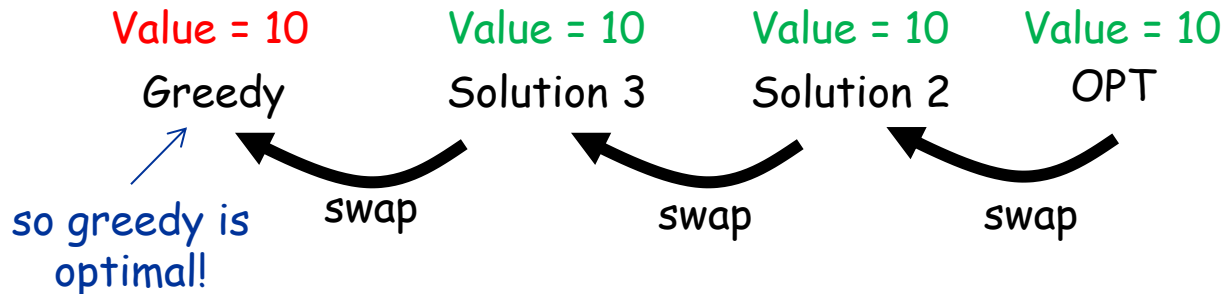 Value = 10 Value = 10 Value = 10 Value = 10
Greedy Solution 3 Solution 2 OPT
swap swap swap
so greedy is
optimal!